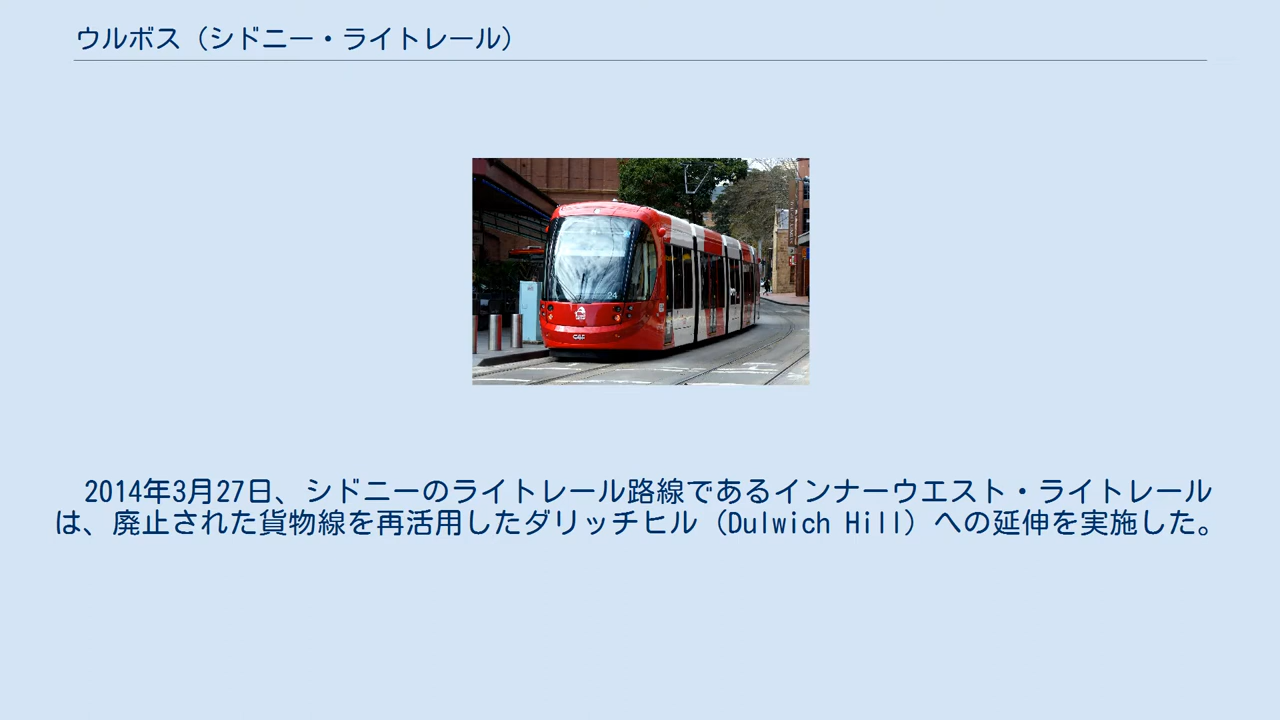 ウルボス（シドニー・ライトレール）
24
CAF
2014年3月27日、シドニーのライトレール路線であるインナーウエスト・ライトレール
は、廃止された貨物線を再活用したダリッチヒル（Dulwich Hill）への延伸を実施した。